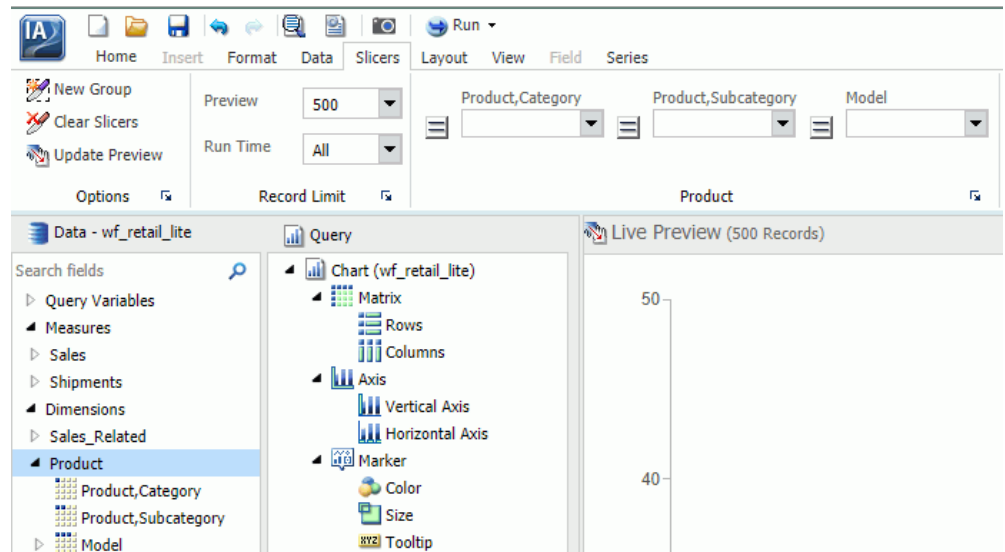 IA
Run
Home Insert Format Data Slicers Layout View Field Series
New Group
Clear Slicers
Update Preview
Options
Preview 500
Run Time All
Record Limit
Product,Category Product,Subcategory Model
Product
Data - wf_retail_lite
Search fields
Query Variables
Measures
Sales
Shipments
Dimensions
Sales_Related
Product
Product,Category
Product,Subcategory
Model
Query
Chart (wf_retail_lite)
Matrix
Rows
Columns
Axis
Vertical Axis
Horizontal Axis
Marker
Color
Size
XYZ Tooltip
Live Preview (500 Records)
50
40